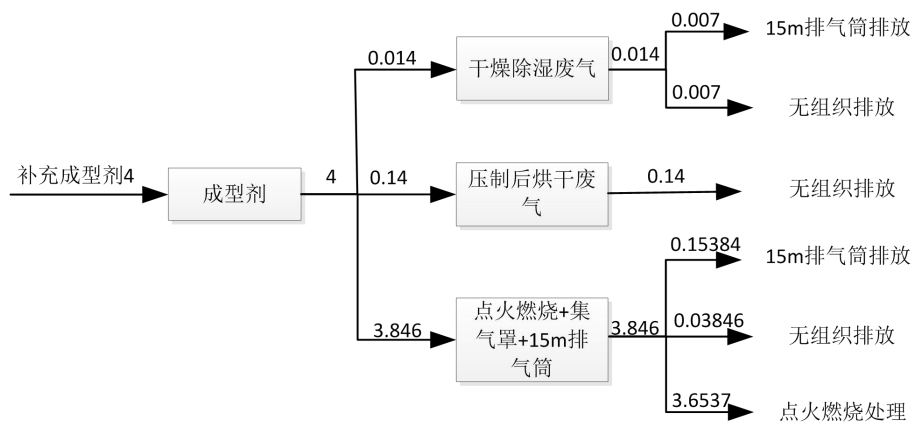 0.007
15m排气筒排放
0.014
干燥除湿废气
0.014
0.007
无组织排放
补充成型剂4
成型剂
4
0.14
压制后烘干废
气
0.14
无组织排放
0.15384
15m排气筒排放
3.846
点火燃烧+集
气罩+15m排
气筒
3.846
0.03846
无组织排放
3.6537
点火燃烧处理